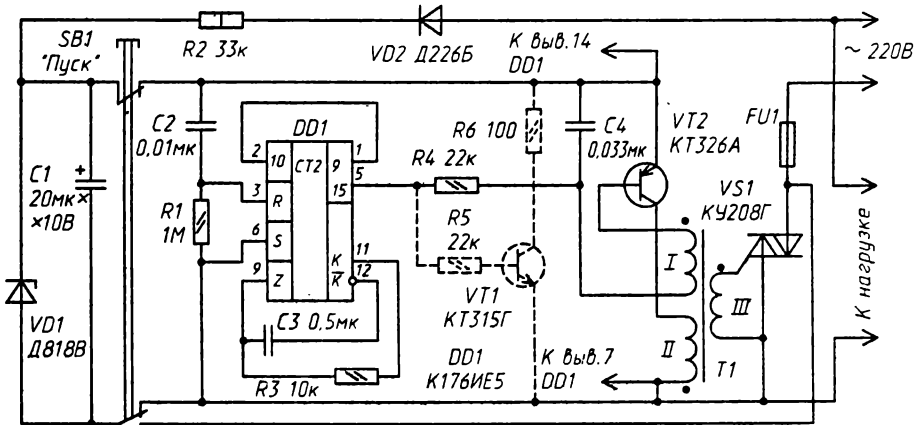 SB1
"Пуск"
R2 33к
VD2 Д226Б
К выв.14
DD1
~ 220В
C2
0,01мк
DD1
2
10
CT2
9
1
5
15
3
R
6
S
9
Z
11
K
K
12
R6 100
C4
0,033мк
VT2
КТ326А
FU1
R4 22к
C1
20мк
×10В
+
R1
1М
R5
22к
VS1
КУ208Г
VT1
КТ315Г
I
II
III
T1
К нагрузке
VD1
Д818В
C3 0,5мк
R3 10к
DD1
К176ИЕ5
К выв.7
DD1